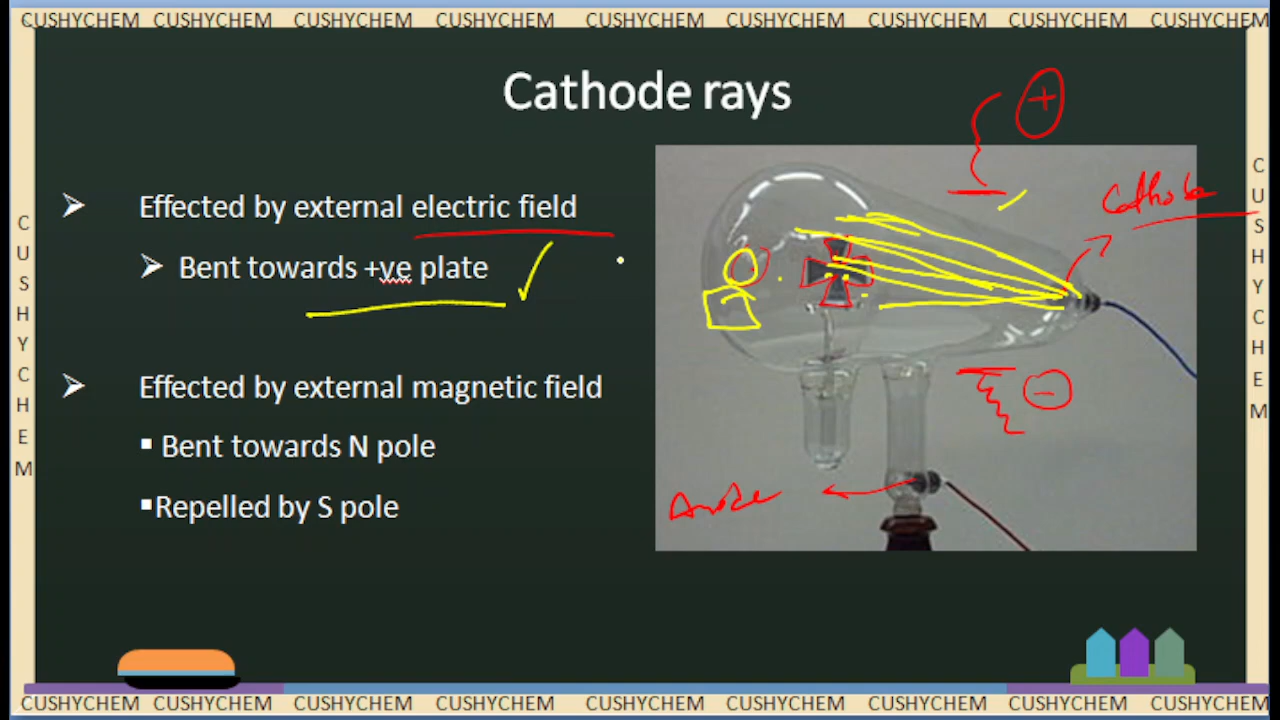 CUSHYCHEM CUSHYCHEM CUSHYCHEM CUSHYCHEM CUSHYCHEM CUSHYCHEM CUSHYCHEM CUSHYCHEM CUSHYCHEM
Cathode rays
+
Effected by external electric field
Cathode
Bent towards +ve plate
Effected by external magnetic field
-
Bent towards N pole
Anode
Repelled by S pole
CUSHYCHEM
CUSHYCHEM
CUSHYCHEM CUSHYCHEM CUSHYCHEM CUSHYCHEM CUSHYCHEM CUSHYCHEM CUSHYCHEM CUSHYCHEM CUSHYCHEM